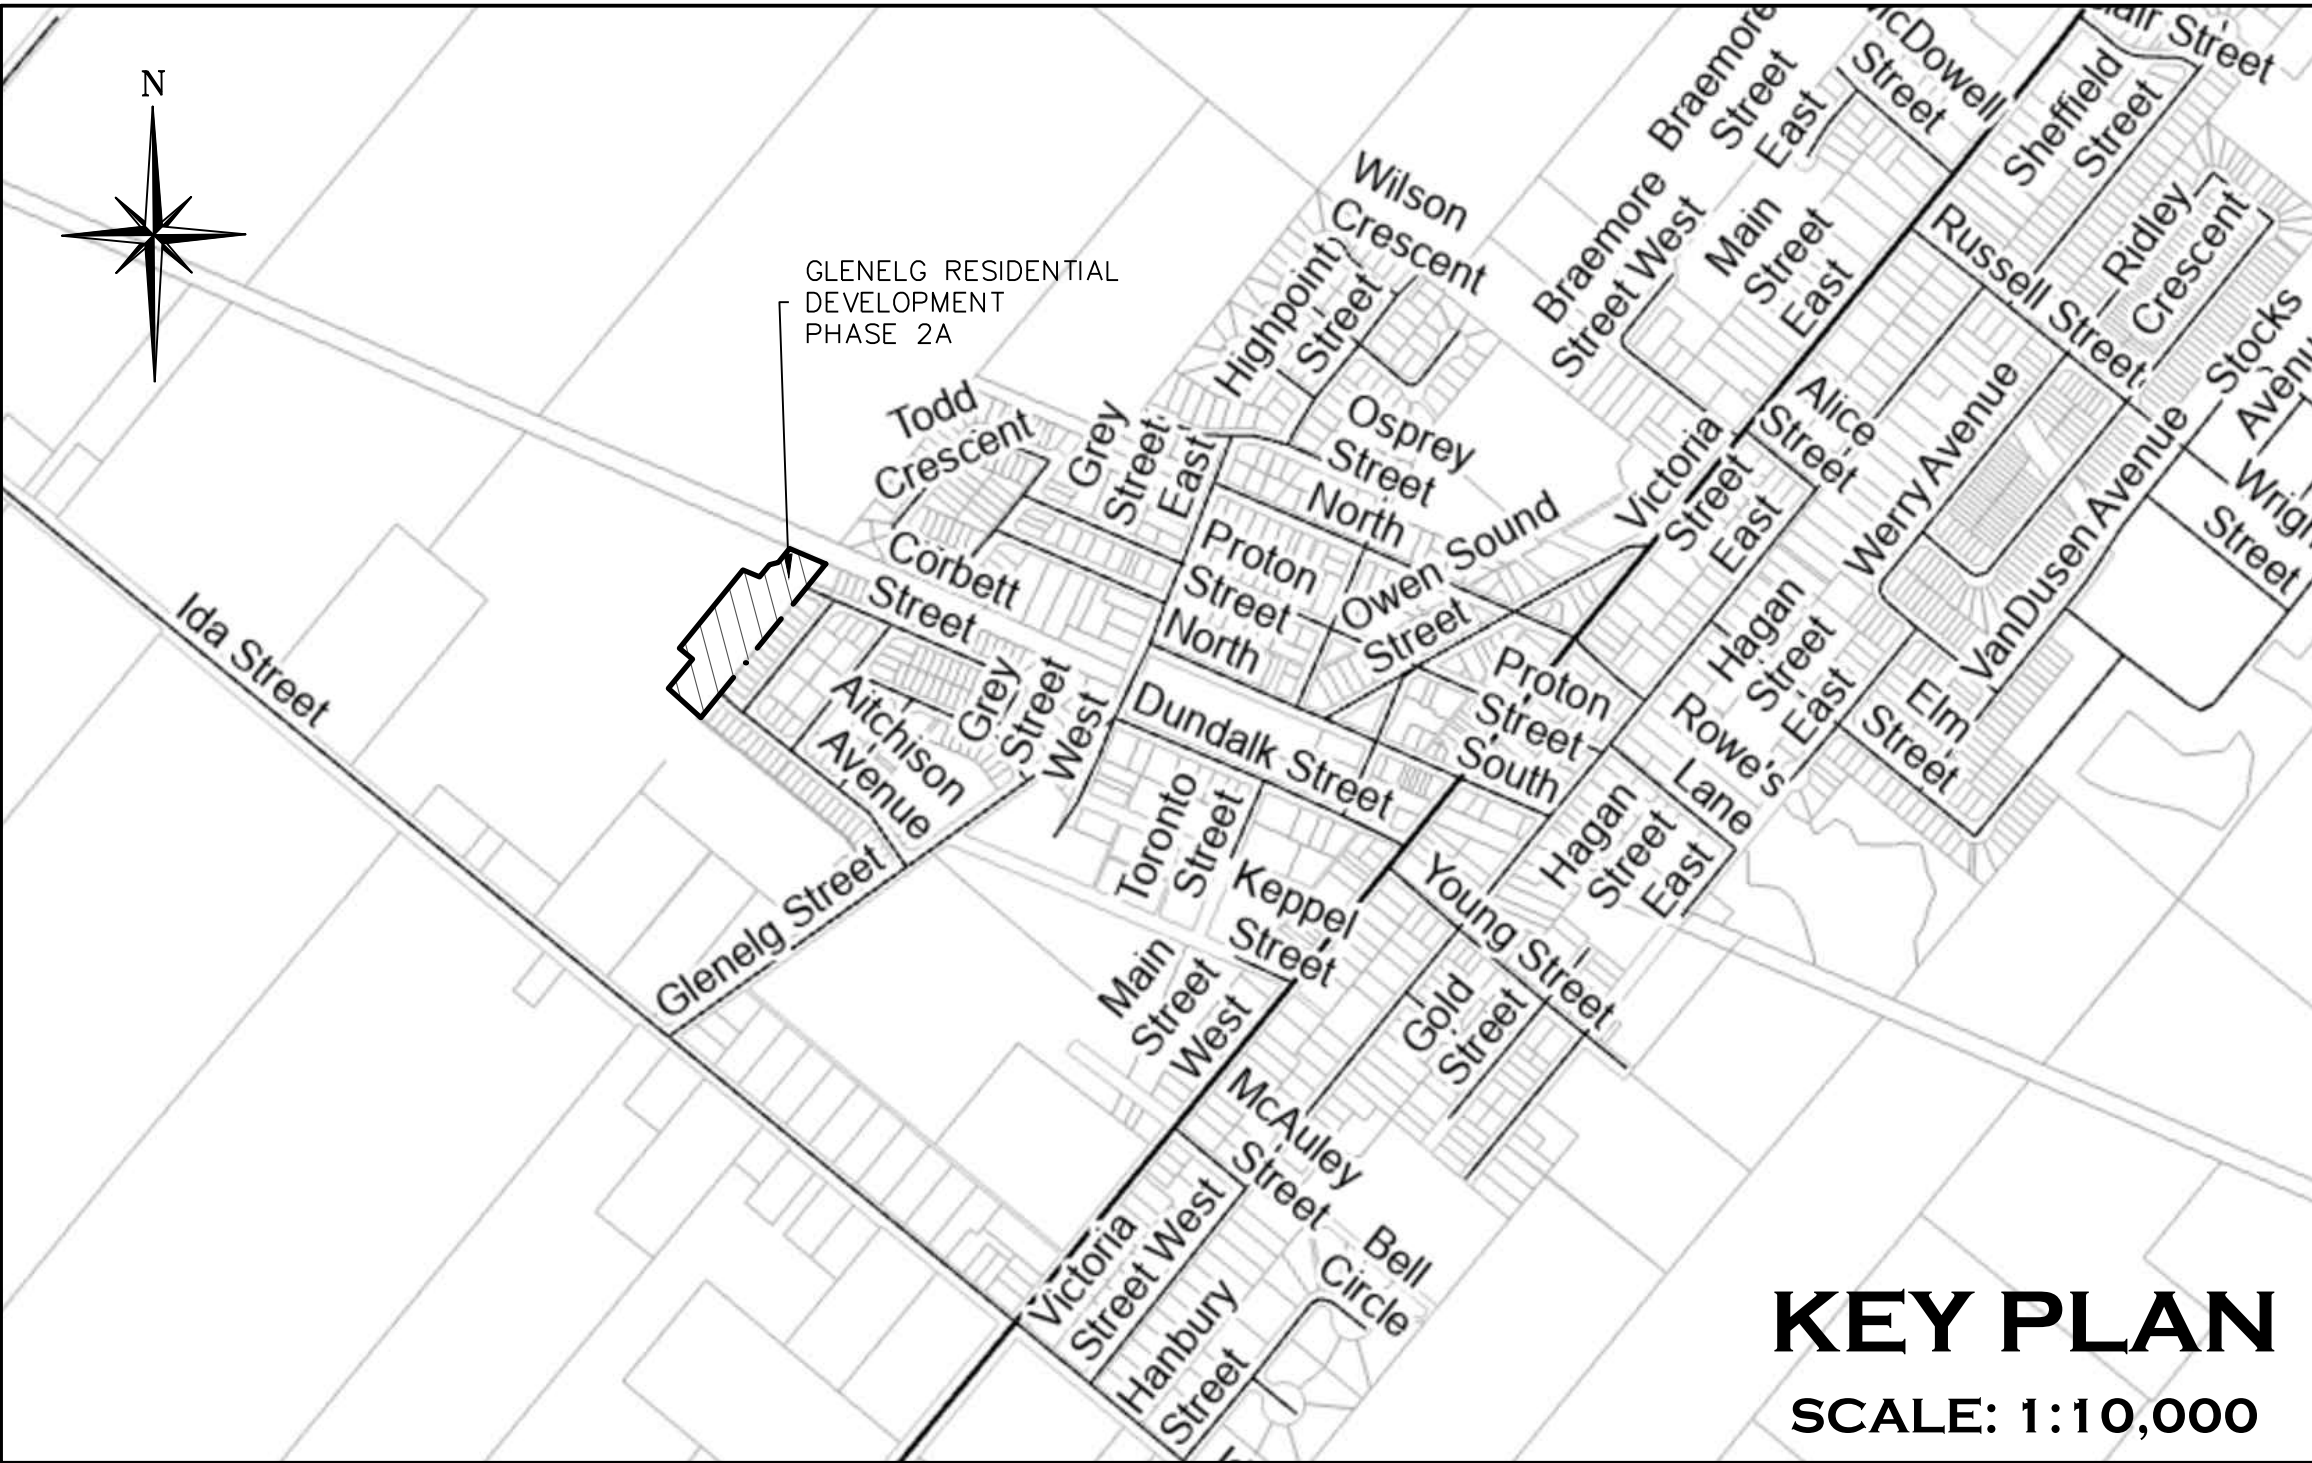 N
GLENELG RESIDENTIAL
DEVELOPMENT
PHASE 2A
Braemore
Street
East
McDowell
Street
Street
Sheffield
Street
Ridley
Crescent
Wilson
Crescent
Highpoint
Street
Braemore
Street West
Main
Street
East
Russell Street
Stocks
Todd
Crescent
Grey
Street
East
Osprey
Street
North
Victoria
Street
East
Alice
Street
Werry Avenue
VanDusen Avenue
Street
Corbett
Street
Proton
Street
North
Owen Sound
Street
Ida Street
Aitchison
Avenue
Grey
Street
West
Dundalk Street
Proton
Street
South
Hagan
Street
East
Rowe's
Lane
Elm
Street
Toronto
Street
Hagan
Street
East
Glenelg Street
Keppel
Street
Young Street
Main
Street
West
Gold
Street
McAuley
Street
Victoria
Street West
Hanbury
Street
Bell
Circle
KEY PLAN
SCALE: 1:10,000